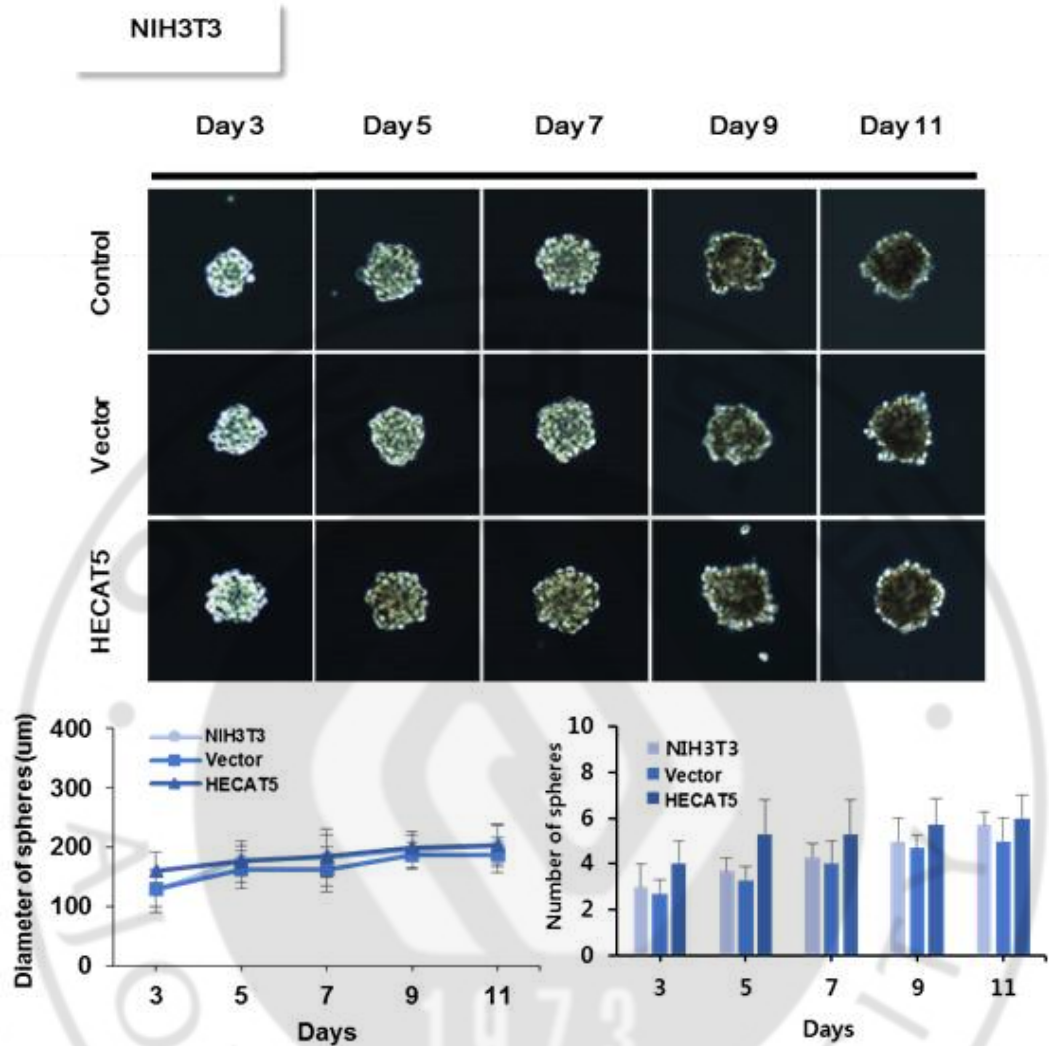 NIH3T3
Day 3 Day 5 Day 7 Day 9 Day 11
Control
Vector
HECAT5
Diameter of spheres (um)
400
300
200
100
0
NIH3T3
Vector
HECAT5
3 5 7 9 11
Days
Number of spheres
10
8
6
4
2
0
NIH3T3
Vector
HECAT5
3 5 7 9 11
Days
1973